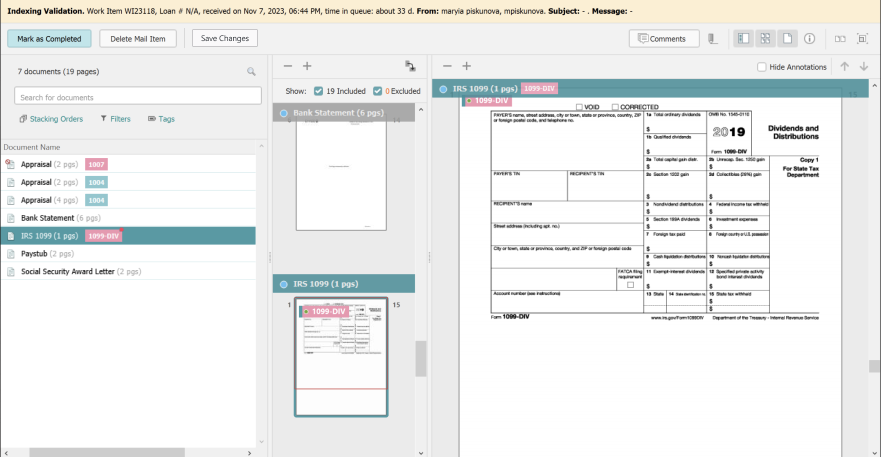 Indexing Validation. Work Item WI23118, Loan # N/A, received on Nov 7, 2023, 06:44 PM, time in queue: about 33 d. From: maryia piskunova, mpiskunova. Subject: - . Message: -
Mark as Completed
Delete Mail Item
Save Changes
Comments
7 documents (19 pages)
Search for documents
Stacking Orders
Filters
Tags
Document Name
Appraisal (2 pgs) 1007
Appraisal (2 pgs) 1004
Appraisal (4 pgs) 1004
Bank Statement (6 pgs)
IRS 1099 (1 pgs) 1099-DIV
Paystub (2 pgs)
Social Security Award Letter (2 pgs)
Show: 19 Included 0 Excluded
Bank Statement (6 pgs)
IRS 1099 (1 pgs)
1 15
1099-DIV
Hide Annotations
IRS 1099 (1 pgs) 1099-DIV
1099-DIV
VOID CORRECTED
PAYER'S name, street address, city or town, state or province, country, ZIP
or foreign postal code, and telephone no.
1a Total ordinary dividends
$
1b Qualified dividends
$
OMB No. 1545-0110
2019
Form 1099-DIV
Dividends and
Distributions
2a Total capital gain distr.
$
2b Unrecap. Sec. 1250 gain
$
Copy 1
For State Tax
Department
PAYER'S TIN
RECIPIENT'S TIN
2c Section 1202 gain
$
2d Collectibles (28%) gain
$
RECIPIENT'S name
3 Nondividend distributions
$
4 Federal income tax withheld
$
5 Section 199A dividends
$
6 Investment expenses
$
Street address (including apt. no.)
7 Foreign tax paid
$
8 Foreign country or U.S. possession
City or town, state or province, country, and ZIP or foreign postal code
9 Cash liquidation distributions
$
10 Noncash liquidation distributions
$
FATCA filing
requirement
11 Exempt-interest dividends
$
12 Specified private activity
bond interest dividends
$
Account number (see instructions)
13 State
14 State identification no.
15 State tax withheld
$
$
Form 1099-DIV
www.irs.gov/Form1099DIV
Department of the Treasury - Internal Revenue Service